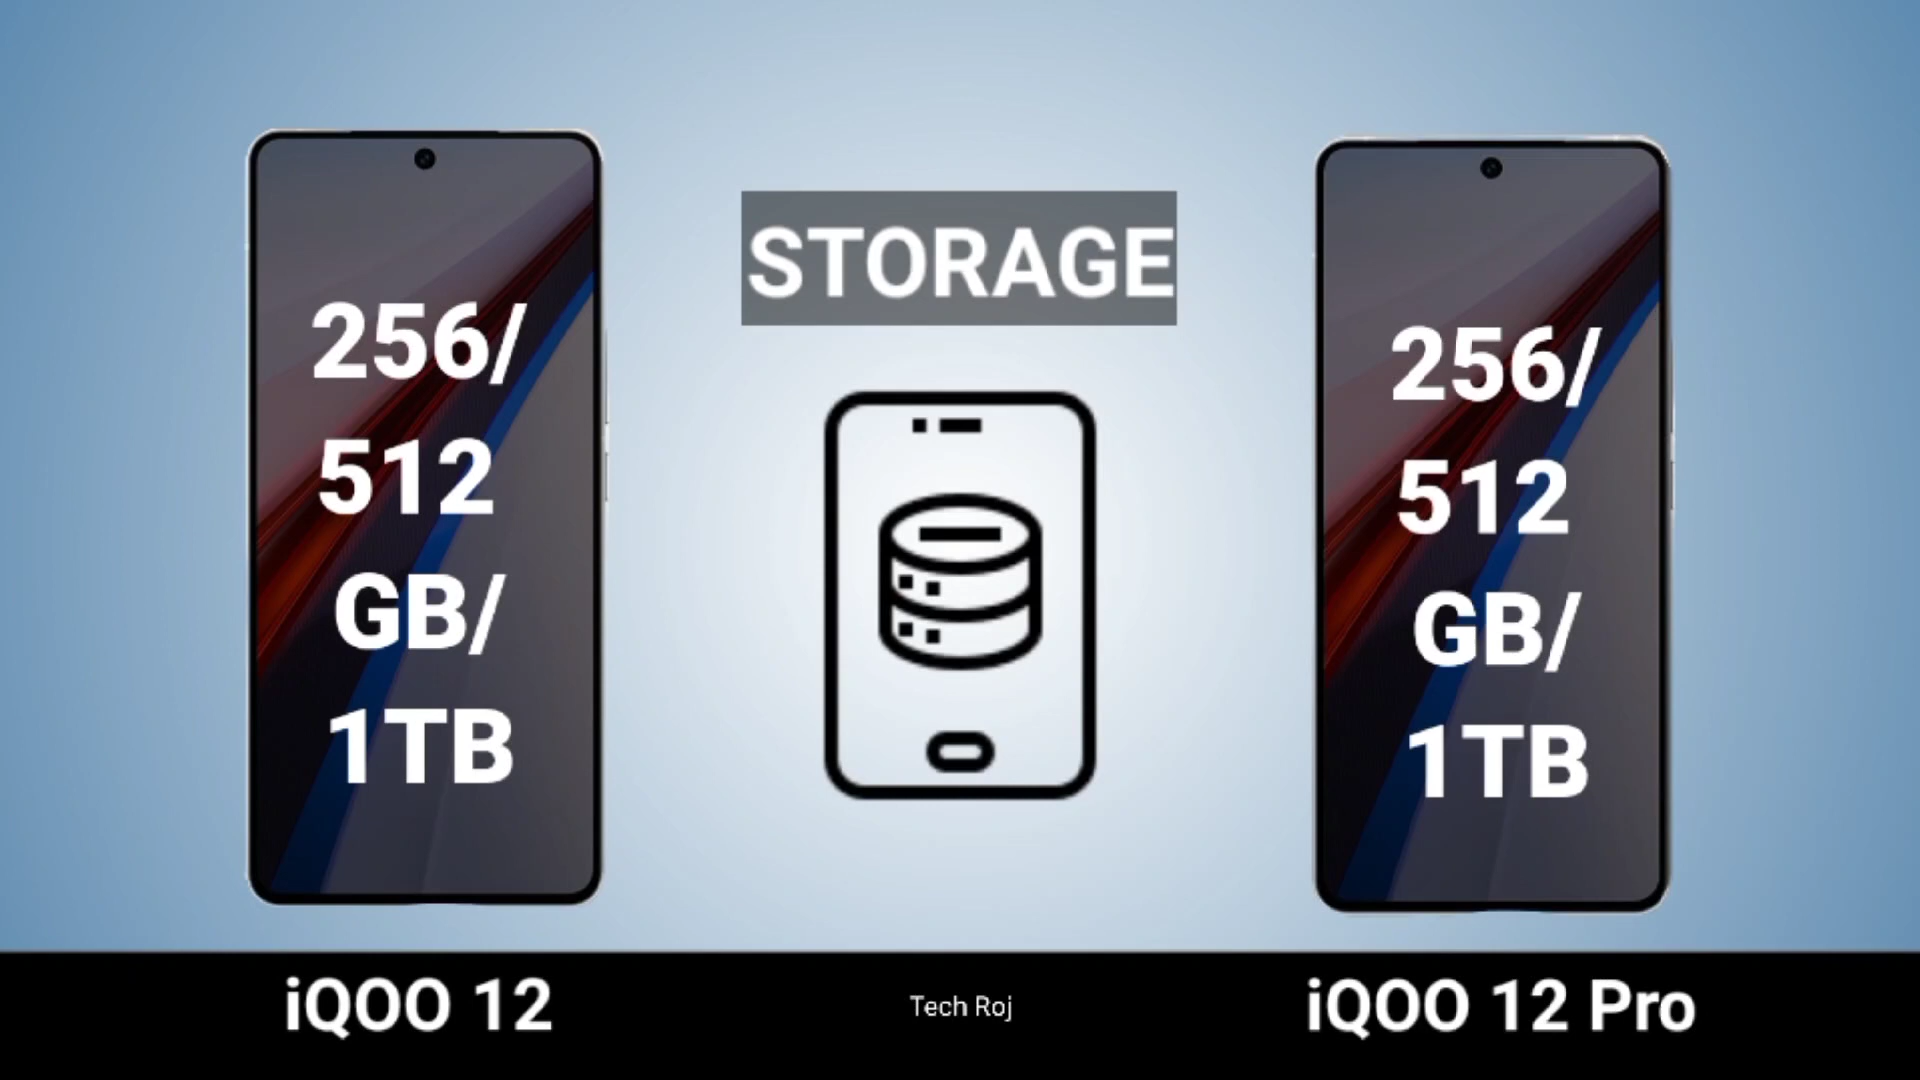 STORAGE
256/
512
GB/
1TB
256/
512
GB/
1TB
iQOO 12
Tech Roj
iQOO 12 Pro